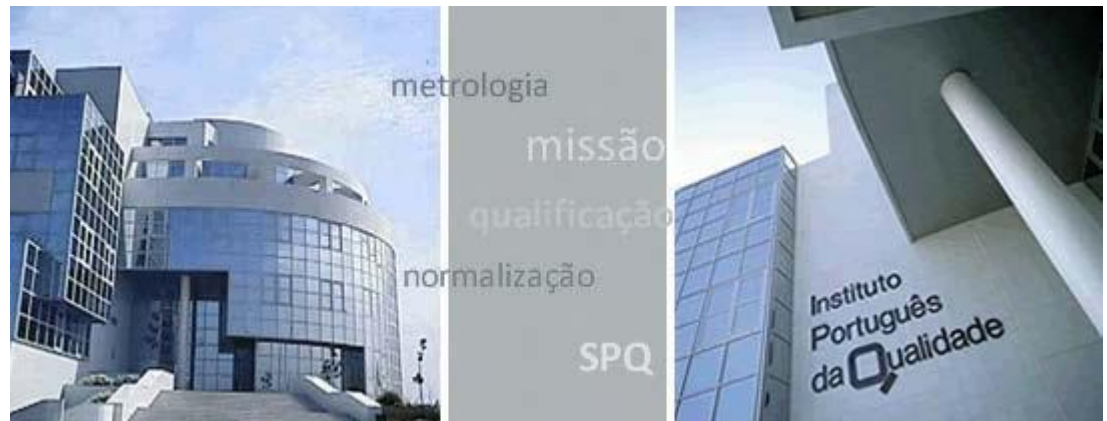 metrologia
missão
qualificação
normalização
SPQ
Instituto
Português
da Qualidade